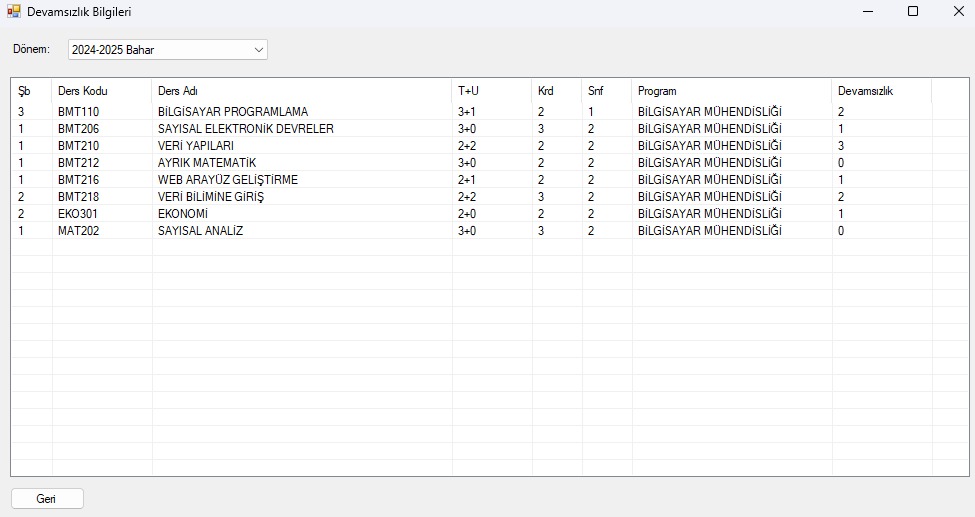 Devamsızlık Bilgileri
Dönem: 2024-2025 Bahar
Şb Ders Kodu Ders Adı T+U Krd Snf Program Devamsızlık
3 BMT110 BİLGİSAYAR PROGRAMLAMA 3+1 2 1 BİLGİSAYAR MÜHENDİSLİĞİ 2
1 BMT206 SAYISAL ELEKTRONİK DEVRELER 3+0 3 2 BİLGİSAYAR MÜHENDİSLİĞİ 1
1 BMT210 VERİ YAPILARI 2+2 2 2 BİLGİSAYAR MÜHENDİSLİĞİ 3
1 BMT212 AYRIK MATEMATİK 3+0 2 2 BİLGİSAYAR MÜHENDİSLİĞİ 0
1 BMT216 WEB ARAYÜZ GELİŞTİRME 2+1 2 2 BİLGİSAYAR MÜHENDİSLİĞİ 1
2 BMT218 VERİ BİLİMİNE GİRİŞ 2+2 3 2 BİLGİSAYAR MÜHENDİSLİĞİ 2
2 EKO301 EKONOMİ 2+0 2 2 BİLGİSAYAR MÜHENDİSLİĞİ 1
1 MAT202 SAYISAL ANALİZ 3+0 3 2 BİLGİSAYAR MÜHENDİSLİĞİ 0
Geri